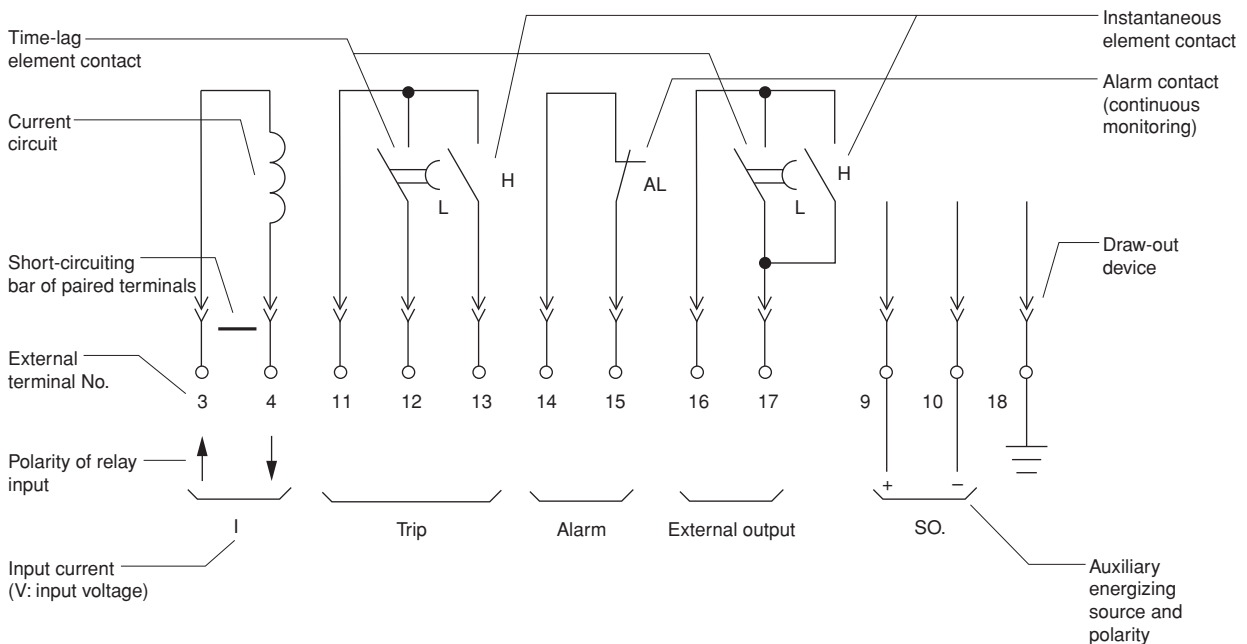 Time-lag
element contact
Instantaneous
element contact
Alarm contact
(continuous
monitoring)
Current
circuit
H
L
AL
H
L
Short-circuiting
bar of paired terminals
Draw-out
device
External
terminal No.
3 4 11 12 13 14 15 16 17 9 10 18
Polarity of relay
input
+ −
I Trip Alarm External output SO.
Input current
(V: input voltage)
Auxiliary
energizing
source and
polarity